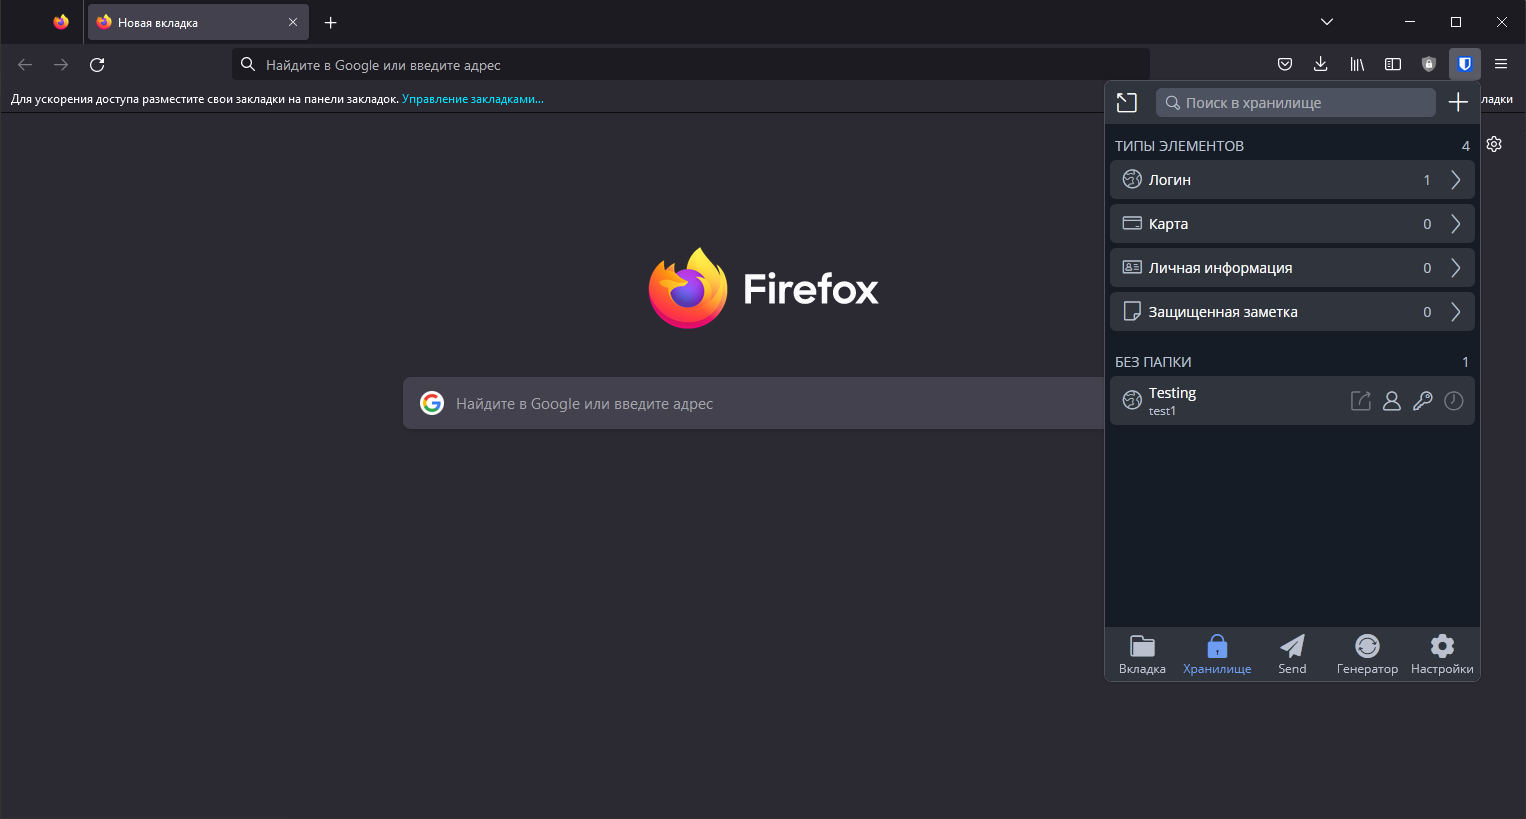 Новая вкладка
Найдите в Google или введите адрес
Для ускорения доступа разместите свои закладки на панели закладок. Управление закладками...
ладки
Поиск в хранилище
ТИПЫ ЭЛЕМЕНТОВ 4
Логин 1
Карта 0
Личная информация 0
Защищенная заметка 0
БЕЗ ПАПКИ 1
Testing
test1
Вкладка Хранилище Send Генератор Настройки
Firefox
Найдите в Google или введите адрес